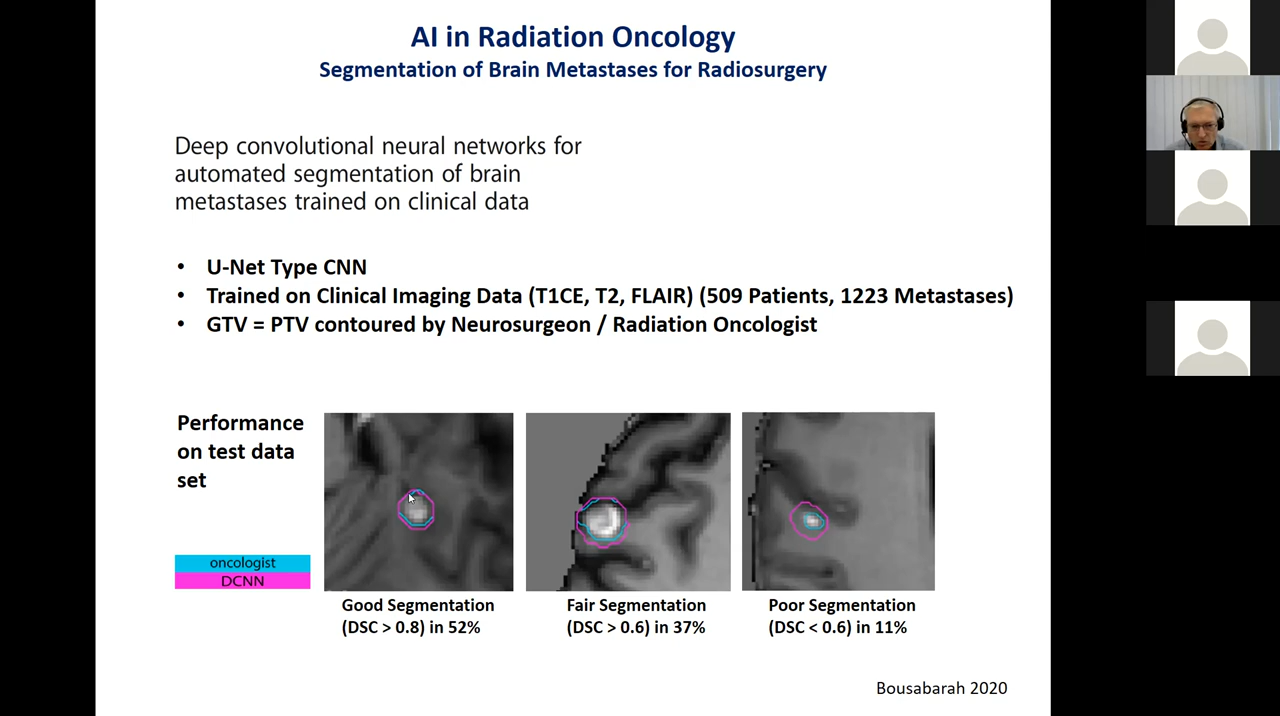 AI in Radiation Oncology
Segmentation of Brain Metastases for Radiosurgery
Deep convolutional neural networks for
automated segmentation of brain
metastases trained on clinical data
• U-Net Type CNN
• Trained on Clinical Imaging Data (T1CE, T2, FLAIR) (509 Patients, 1223 Metastases)
• GTV = PTV contoured by Neurosurgeon / Radiation Oncologist
Performance
on test data
set
oncologist
DCNN
Good Segmentation
(DSC > 0.8) in 52%
Fair Segmentation
(DSC > 0.6) in 37%
Poor Segmentation
(DSC < 0.6) in 11%
Bousabarah 2020